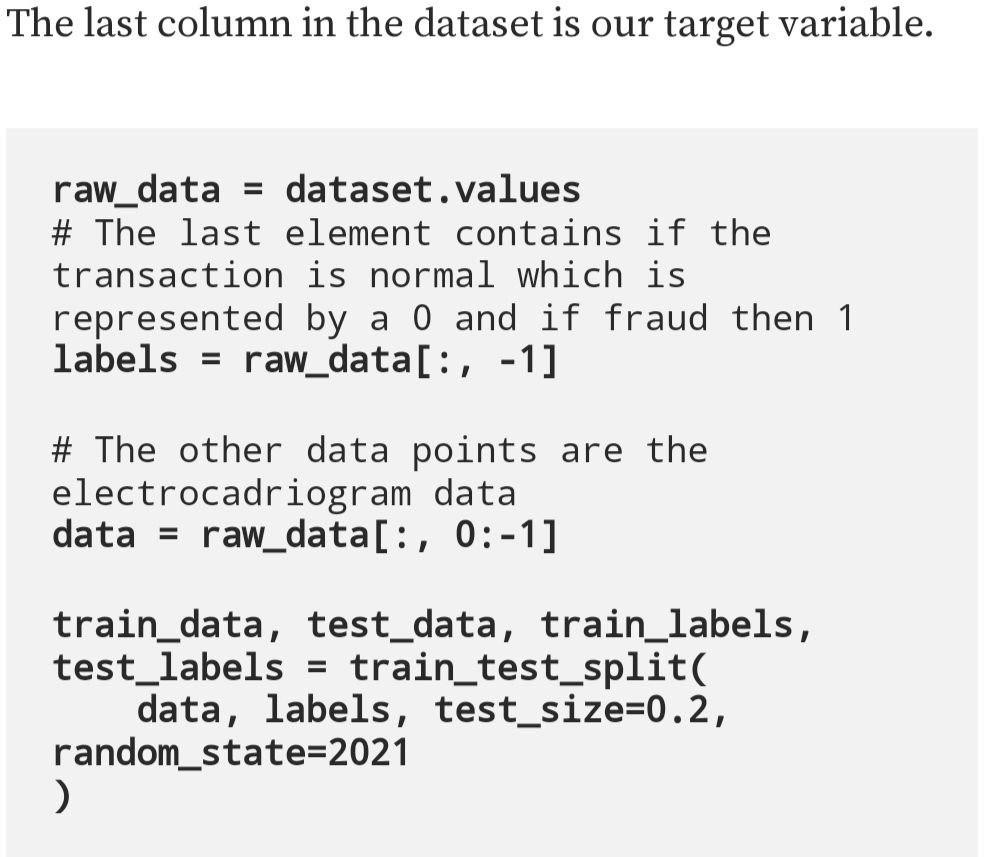 The last column in the dataset is our target variable.
raw_data = dataset.values
# The last element contains if the
transaction is normal which is
represented by a 0 and if fraud then 1
labels = raw_data[:, -1]
# The other data points are the
electrocadriogram data
data = raw_data[:, 0:-1]
train_data, test_data, train_labels,
test_labels = train_test_split(
    data, labels, test_size=0.2,
random_state=2021
)